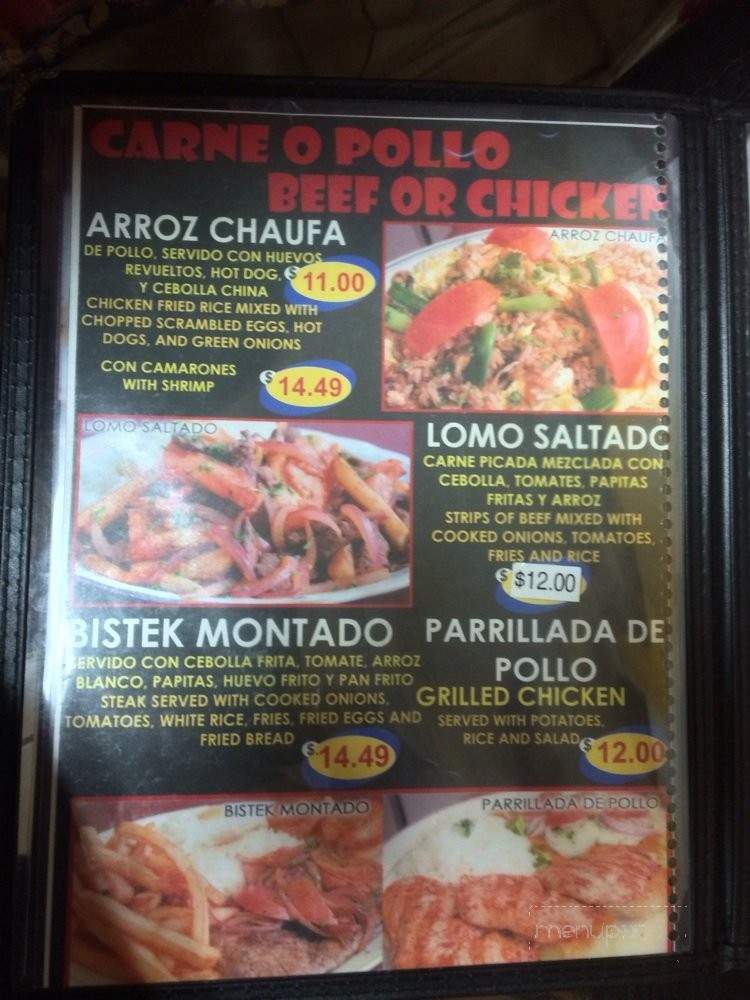 CARNE O POLLO
BEEF OR CHICKEN
ARROZ CHAUFA
DE POLLO, SERVIDO CON HUEVOS
REVUELTOS, HOT DOG,
Y CEBOLLA CHINA
$11.00
CHICKEN FRIED RICE MIXED WITH
CHOPPED SCRAMBLED EGGS, HOT
DOGS, AND GREEN ONIONS
CON CAMARONES
WITH SHRIMP
$14.49
ARROZ CHAUFA
LOMO SALTADO
LOMO SALTADO
CARNE PICADA MEZCLADA CON
CEBOLLA, TOMATES, PAPITAS
FRITAS Y ARROZ
STRIPS OF BEEF MIXED WITH
COOKED ONIONS, TOMATOES,
FRIES AND RICE
$ $12.00
BISTEK MONTADO
SERVIDO CON CEBOLLA FRITA, TOMATE, ARROZ
BLANCO, PAPITAS, HUEVO FRITO Y PAN FRITO
STEAK SERVED WITH COOKED ONIONS,
TOMATOES, WHITE RICE, FRIES, FRIED EGGS AND
FRIED BREAD
$14.49
PARRILLADA DE
POLLO
GRILLED CHICKEN
SERVED WITH POTATOES,
RICE AND SALAD
$12.00
BISTEK MONTADO
PARRILLADA DE POLLO